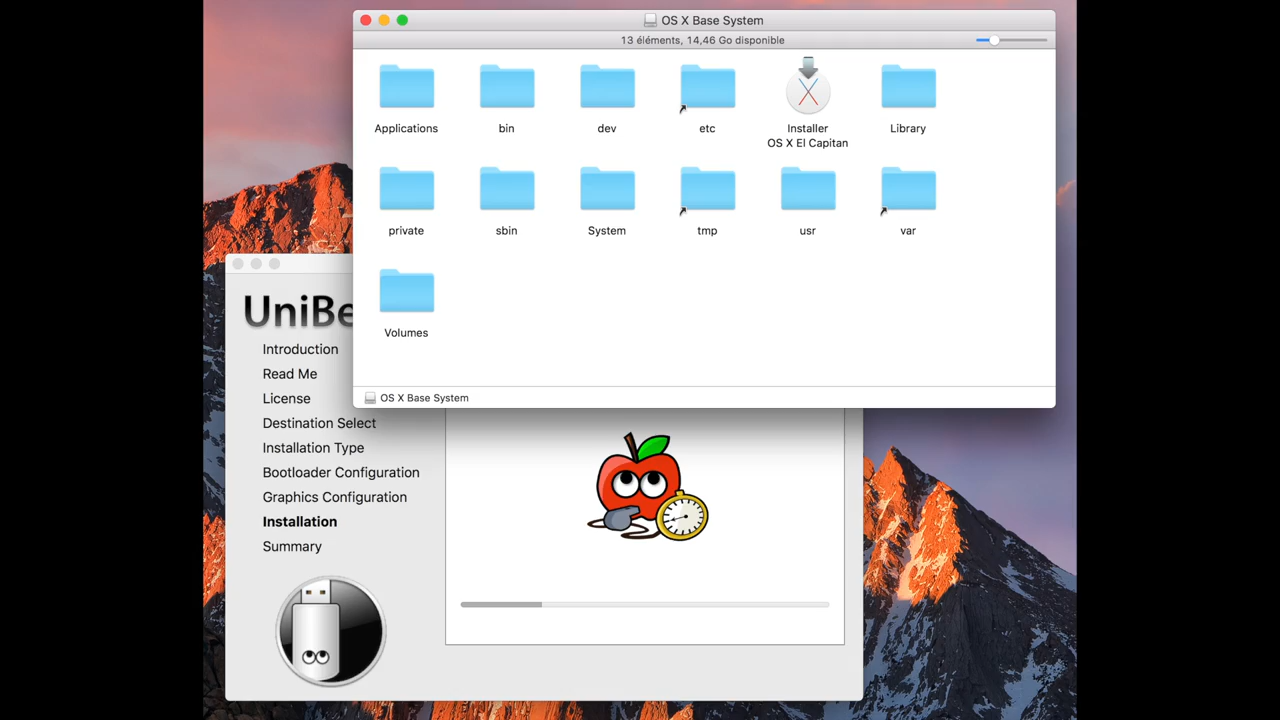 OS X Base System
13 éléments, 14,46 Go disponible
Applications
bin
dev
etc
Installer
OS X El Capitan
Library
private
sbin
System
tmp
usr
var
Volumes
OS X Base System
UniBe
Introduction
Read Me
License
Destination Select
Installation Type
Bootloader Configuration
Graphics Configuration
Installation
Summary